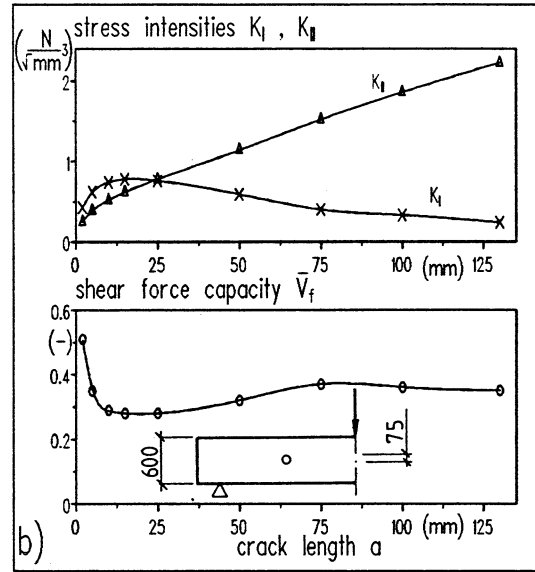 stress intensities K_I , K_II
(N/√mm³)
2
1
0
K_II
K_I
0 25 50 75 100 (mm) 125
shear force capacity V̄_f
0.6
(-)
0.4
0.2
0
600
75
0 25 50 75 100 (mm) 125
b)
crack length a